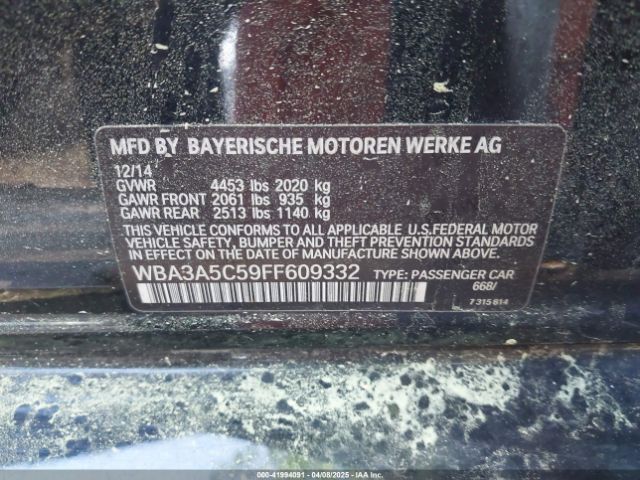 MFD BY BAYERISCHE MOTOREN WERKE AG
12/14
GVWR 4453 lbs 2020 kg
GAWR FRONT 2061 lbs 935 kg
GAWR REAR 2513 lbs 1140 kg
THIS VEHICLE CONFORMS TO ALL APPLICABLE U.S.FEDERAL MOTOR
VEHICLE SAFETY, BUMPER AND THEFT PREVENTION
STANDARDS IN EFFECT ON THE DATE OF MANUFACTURE SHOWN ABOVE.
WBA3A5C59FF609332 TYPE: PASSENGER CAR
668/
7 315 814
000-41994091 - 04/08/2025 - IAA Inc.